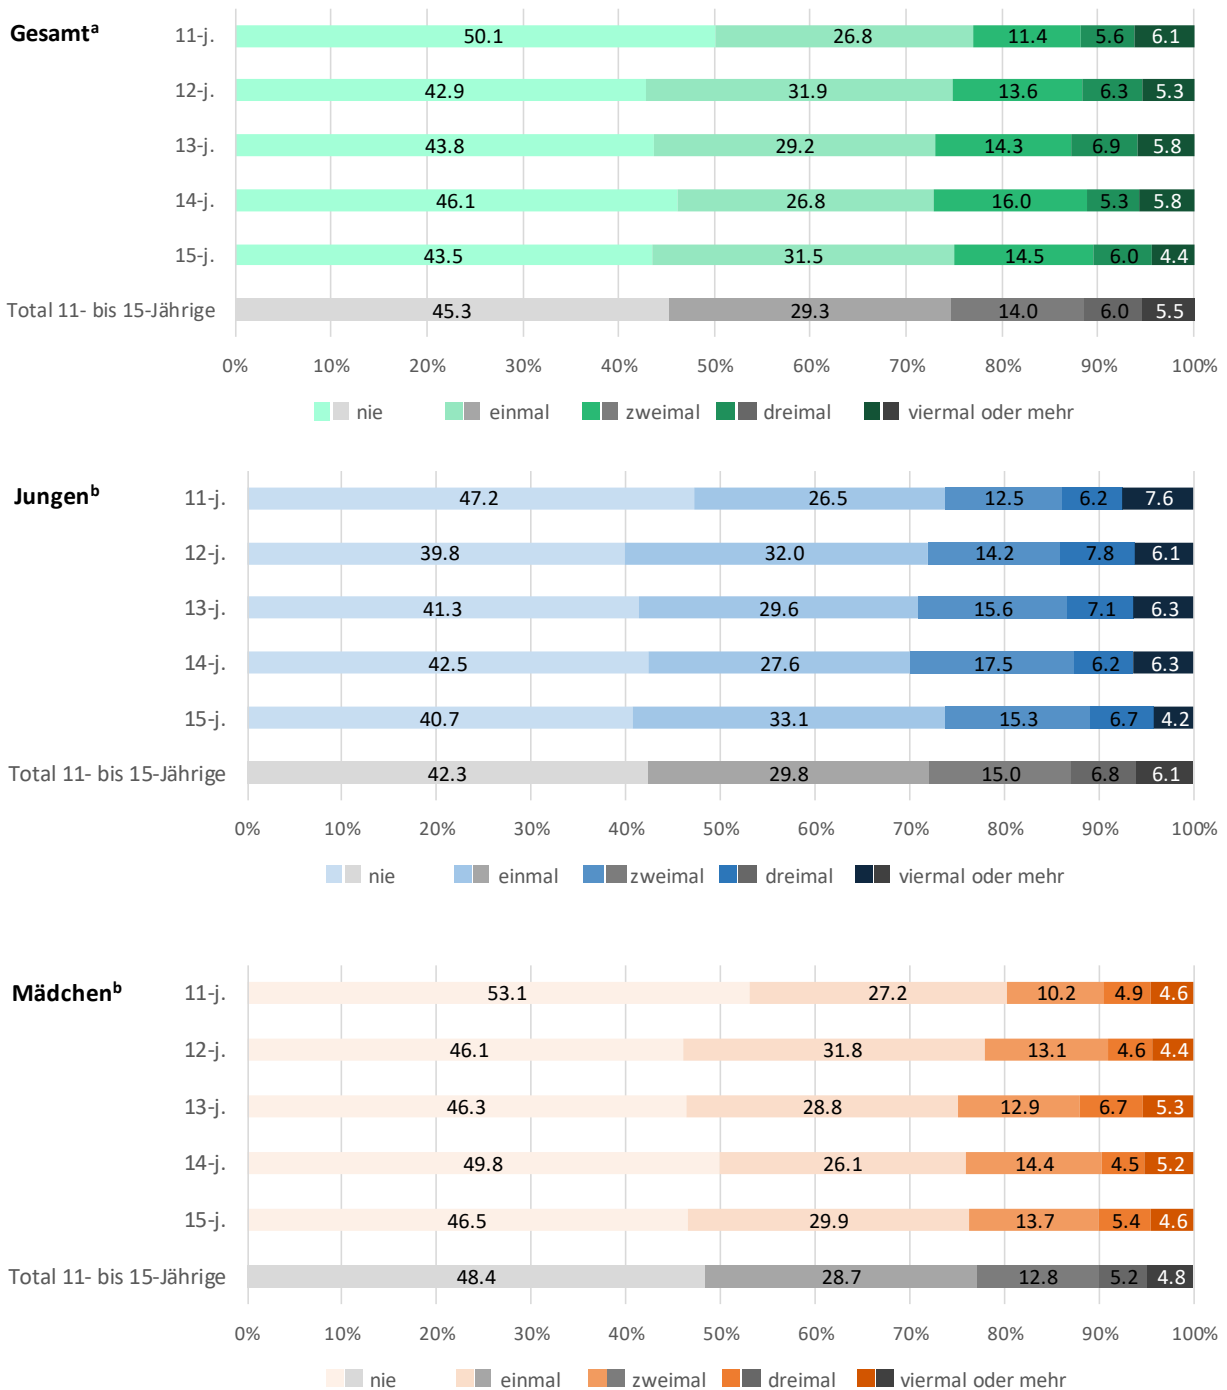 Gesamtᵃ 11-j. 50.1 26.8 11.4 5.6 6.1
12-j. 42.9 31.9 13.6 6.3 5.3
13-j. 43.8 29.2 14.3 6.9 5.8
14-j. 46.1 26.8 16.0 5.3 5.8
15-j. 43.5 31.5 14.5 6.0 4.4
Total 11- bis 15-Jährige 45.3 29.3 14.0 6.0 5.5
0% 10% 20% 30% 40% 50% 60% 70% 80% 90% 100%
nie einmal zweimal dreimal viermal oder mehr
Jungenᵇ 11-j. 47.2 26.5 12.5 6.2 7.6
12-j. 39.8 32.0 14.2 7.8 6.1
13-j. 41.3 29.6 15.6 7.1 6.3
14-j. 42.5 27.6 17.5 6.2 6.3
15-j. 40.7 33.1 15.3 6.7 4.2
Total 11- bis 15-Jährige 42.3 29.8 15.0 6.8 6.1
0% 10% 20% 30% 40% 50% 60% 70% 80% 90% 100%
nie einmal zweimal dreimal viermal oder mehr
Mädchenᵇ 11-j. 53.1 27.2 10.2 4.9 4.6
12-j. 46.1 31.8 13.1 4.6 4.4
13-j. 46.3 28.8 12.9 6.7 5.3
14-j. 49.8 26.1 14.4 4.5 5.2
15-j. 46.5 29.9 13.7 5.4 4.6
Total 11- bis 15-Jährige 48.4 28.7 12.8 5.2 4.8
0% 10% 20% 30% 40% 50% 60% 70% 80% 90% 100%
nie einmal zweimal dreimal viermal oder mehr